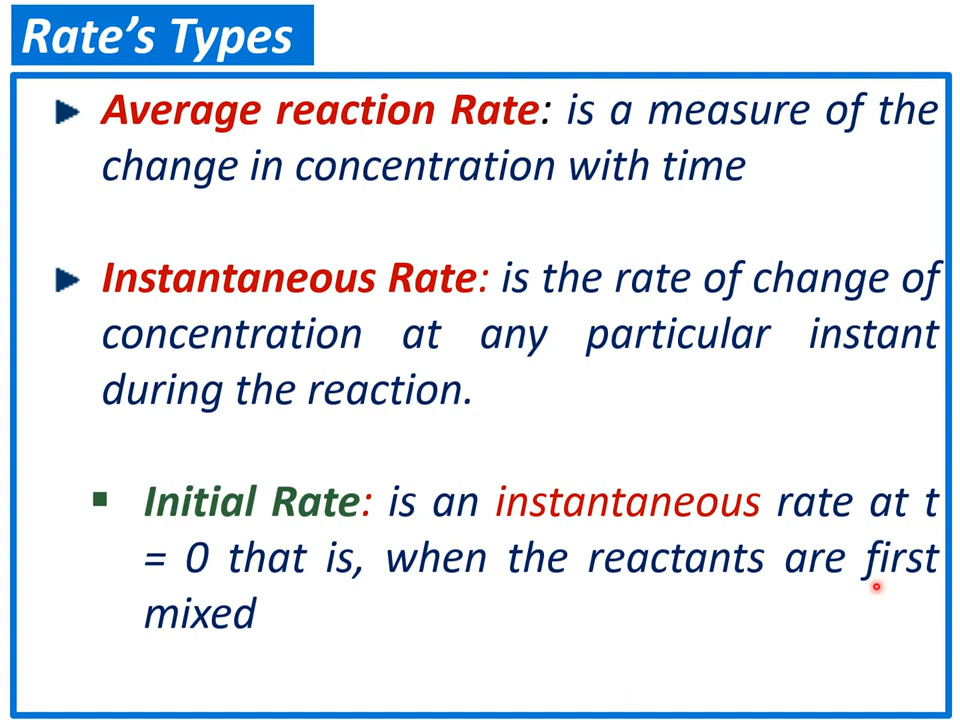 Rate’s Types
Average reaction Rate: is a measure of the
change in concentration with time
Instantaneous Rate: is the rate of change of
concentration at any particular instant
during the reaction.
Initial Rate: is an instantaneous rate at t
= 0 that is, when the reactants are first
mixed